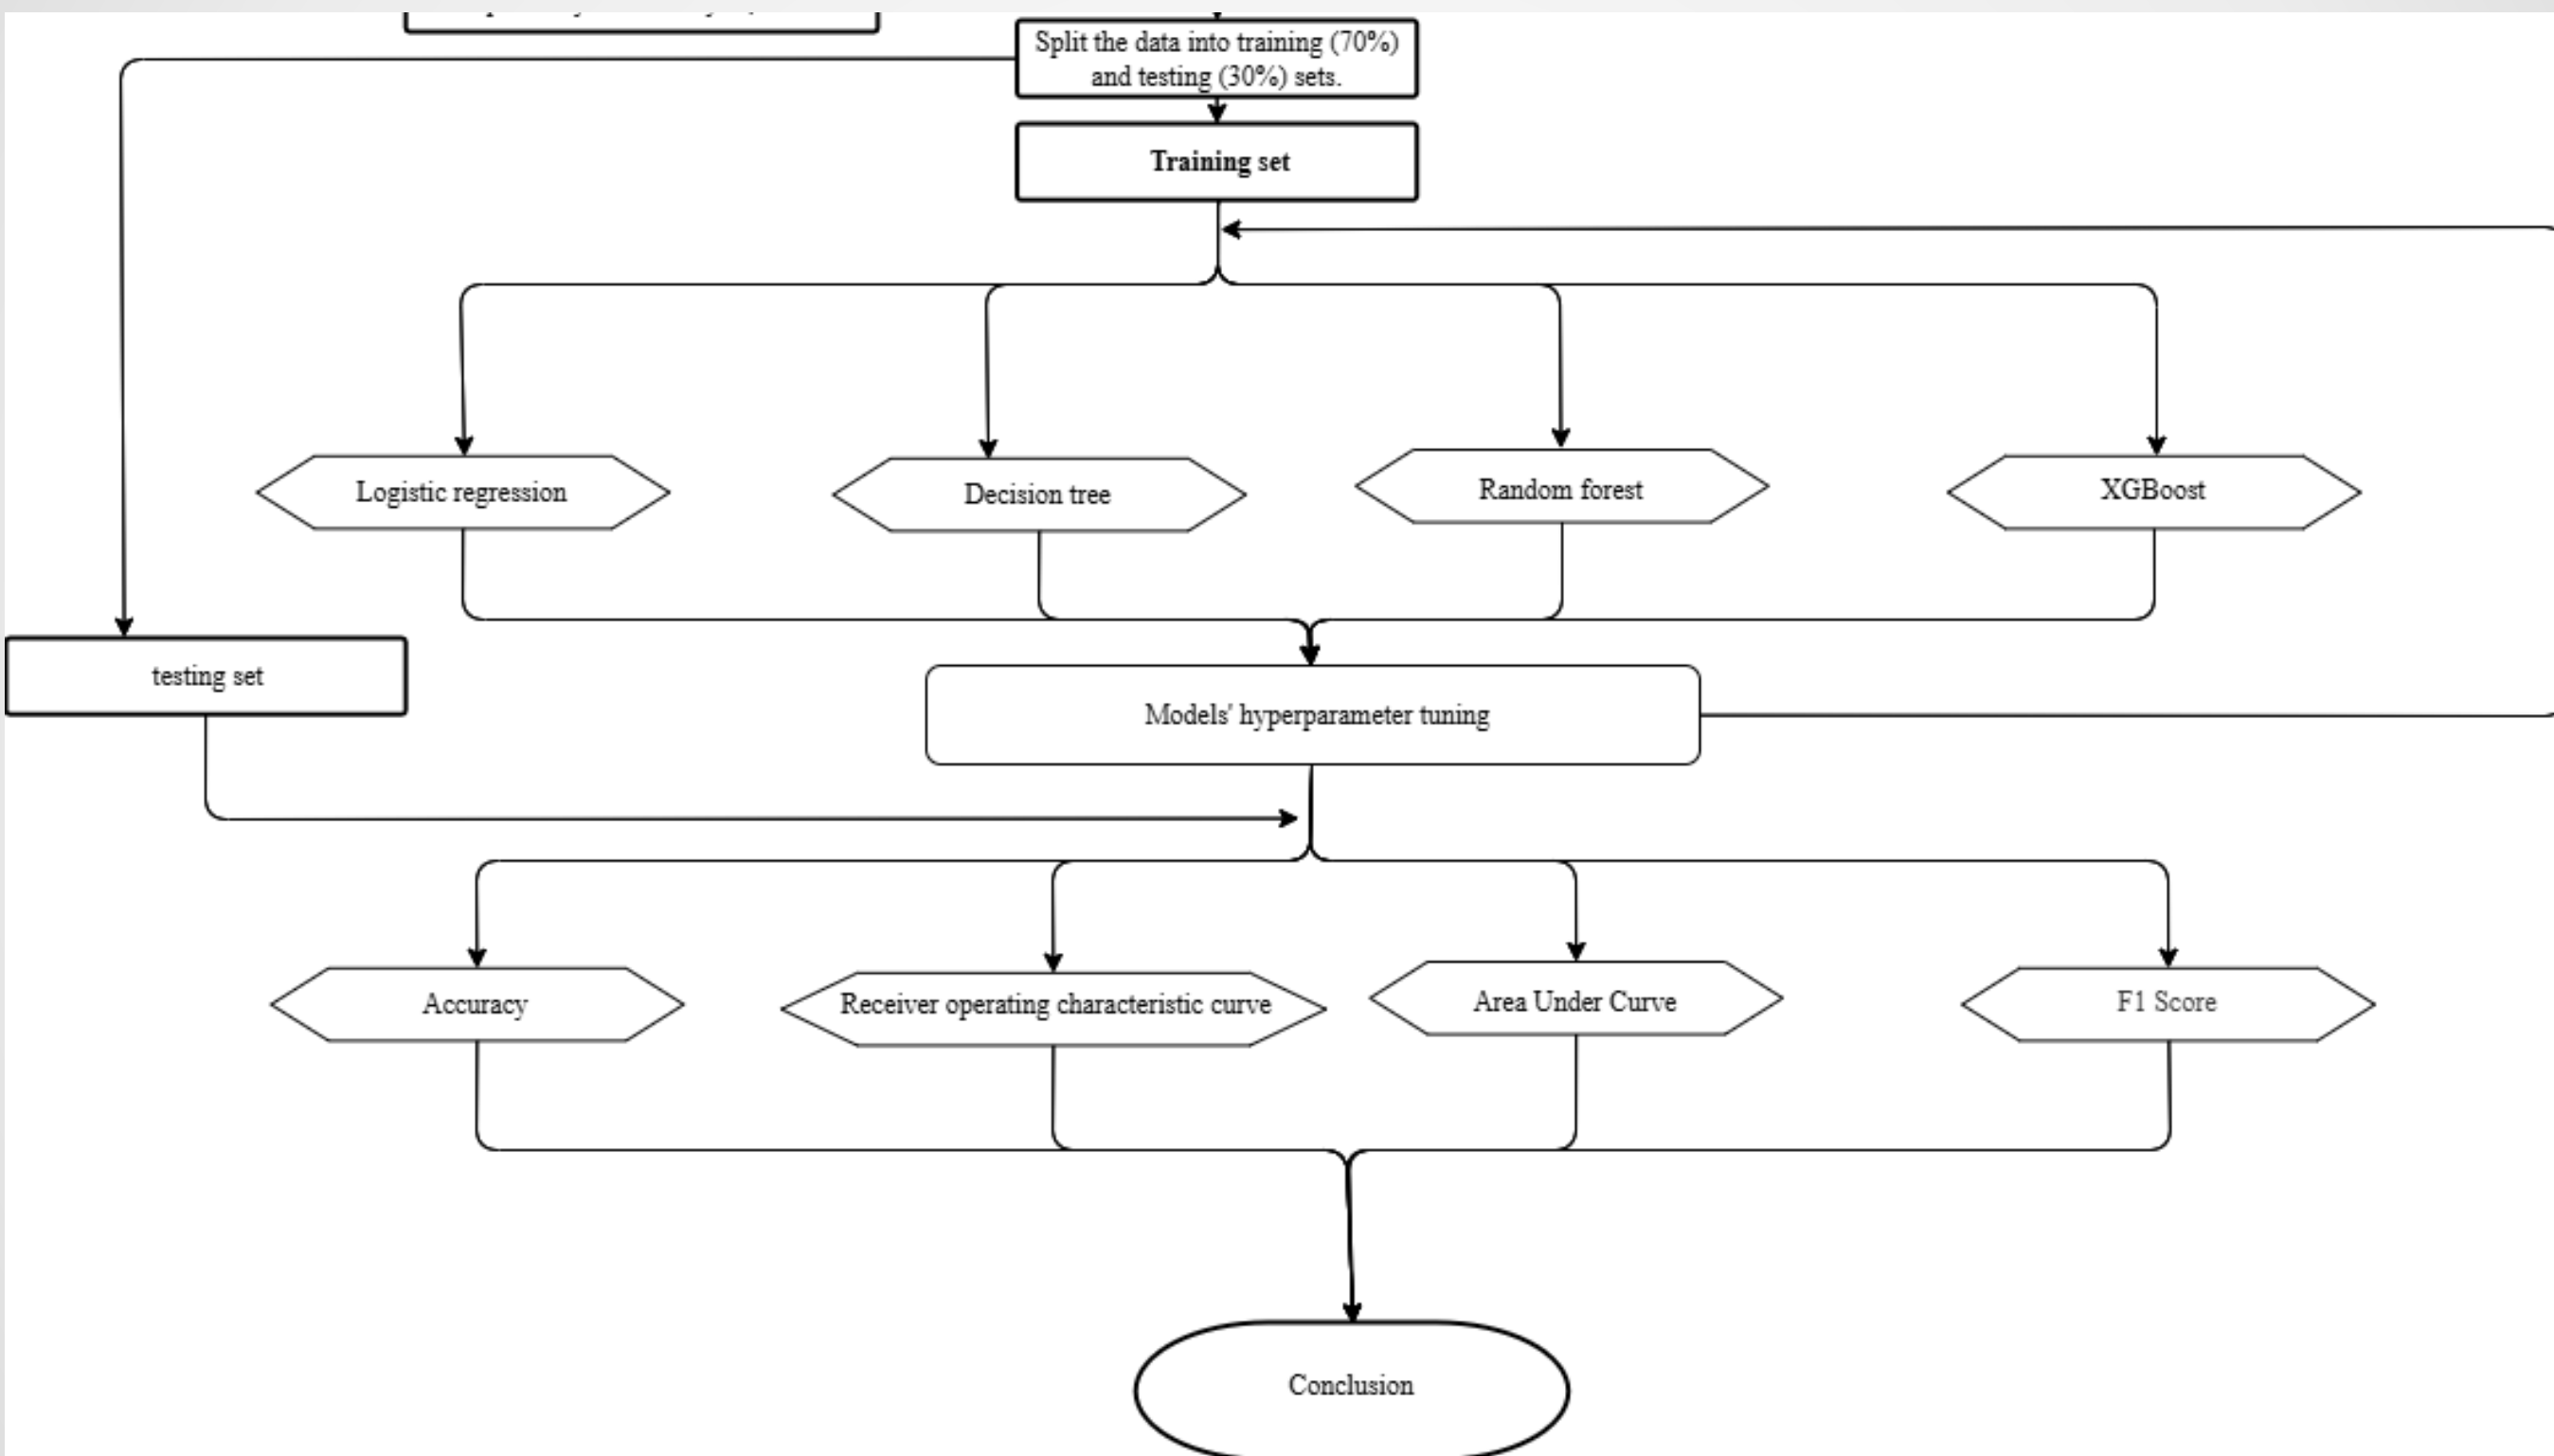 Split the data into training (70%)
and testing (30%) sets.
Training set
Logistic regression
Decision tree
Random forest
XGBoost
testing set
Models' hyperparameter tuning
Accuracy
Receiver operating characteristic curve
Area Under Curve
F1 Score
Conclusion